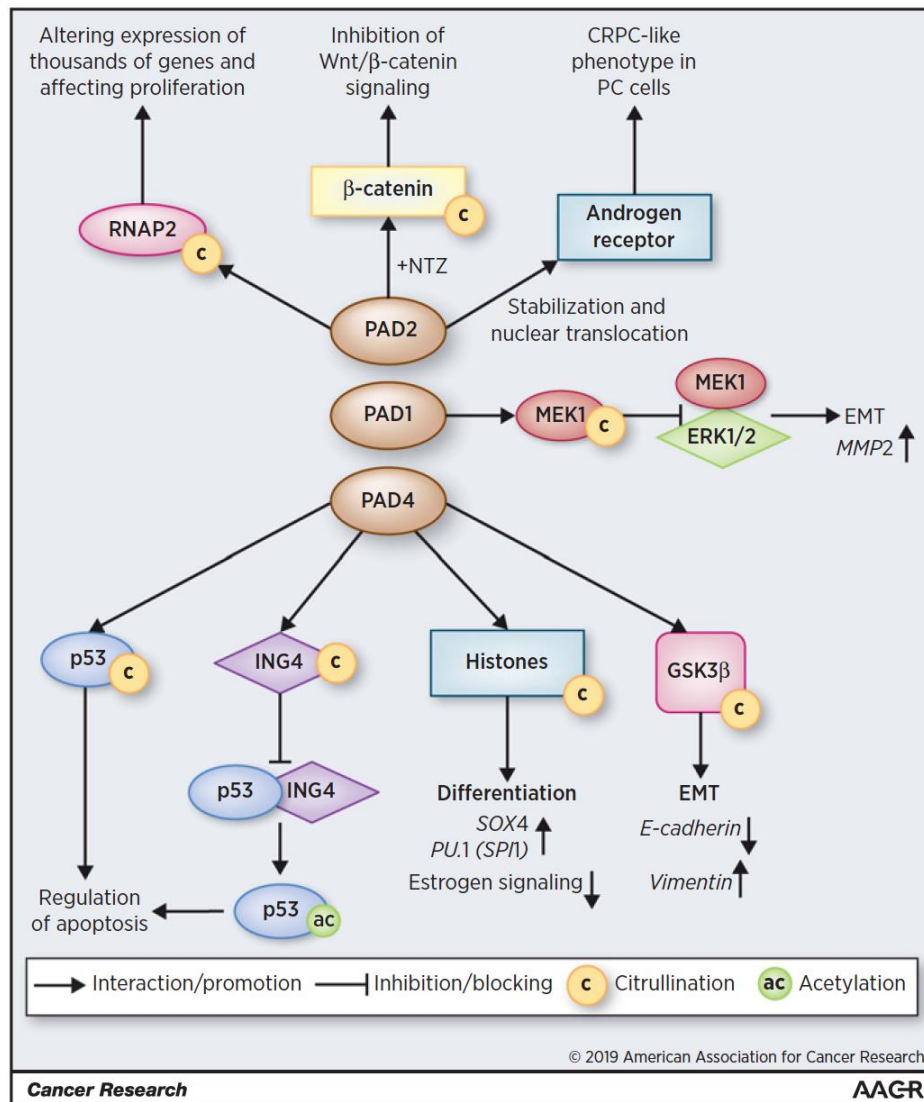 Altering expression of
thousands of genes and
affecting proliferation
Inhibition of
Wnt/β-catenin
signaling
CRPC-like
phenotype in
PC cells
β-catenin
c
RNAP2
c
Androgen
receptor
+NTZ
Stabilization and
nuclear translocation
PAD2
PAD1
MEK1
c
MEK1
ERK1/2
EMT
MMP2
PAD4
p53
c
ING4
c
Histones
c
GSK3β
c
p53
ING4
Differentiation
SOX4
PU.1 (SPI1)
Estrogen signaling
EMT
E-cadherin
Vimentin
Regulation
of apoptosis
p53
ac
Interaction/promotion
Inhibition/blocking
c Citrullination
ac Acetylation
© 2019 American Association for Cancer Research
Cancer Research
AACR